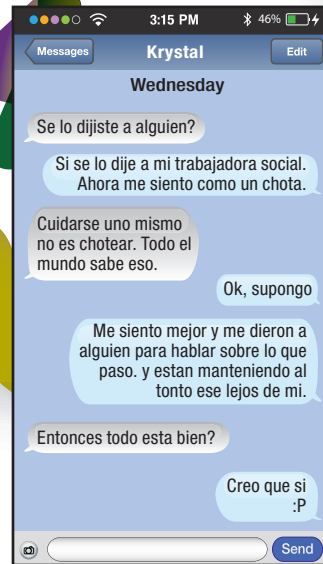 3:15 PM 46%
Messages Krystal Edit
Wednesday
Se lo dijiste a alguien?
Si se lo dije a mi trabajadora social.
Ahora me siento como un chota.
Cuidarse uno mismo
no es chotear. Todo el
mundo sabe eso.
Ok, supongo
Me siento mejor y me dieron a
alguien para hablar sobre lo que
paso. y estan manteniendo al
tonto ese lejos de mi.
Entonces todo esta bien?
Creo que si
:P
Send